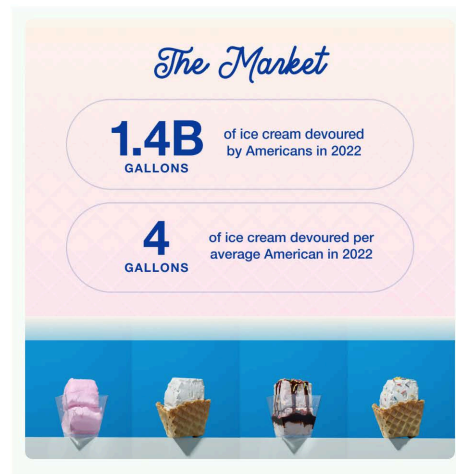 The Market
1.4B
GALLONS
of ice cream devoured
by Americans in 2022
4
GALLONS
of ice cream devoured per
average American in 2022